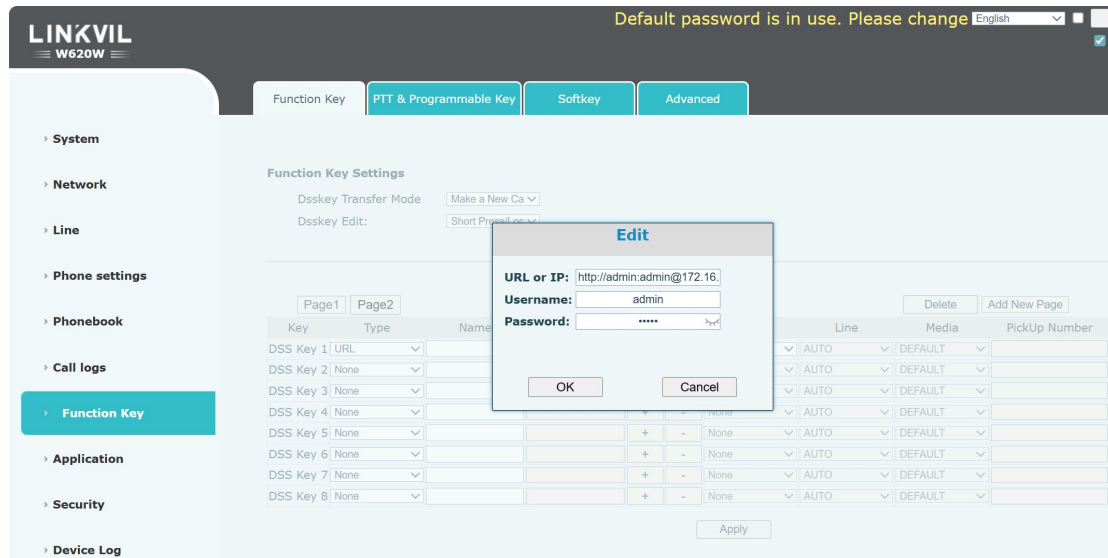 Default password is in use. Please change English
LINKVIL
W620W
Function Key PTT & Programmable Key Softkey Advanced
System
Network
Line
Phone settings
Phonebook
Call logs
Function Key
Application
Security
Device Log
Function Key Settings
Dsskey Transfer Mode Make a New Ca
Dsskey Edit: Short Press/Lon
Edit
URL or IP: http://admin:admin@172.16.
Username: admin
Password: •••••
OK Cancel
Page1 Page2 Delete Add New Page
Key Type Name Line Media PickUp Number
DSS Key 1 URL AUTO DEFAULT
DSS Key 2 None AUTO DEFAULT
DSS Key 3 None AUTO DEFAULT
DSS Key 4 None + - None AUTO DEFAULT
DSS Key 5 None + - None AUTO DEFAULT
DSS Key 6 None + - None AUTO DEFAULT
DSS Key 7 None + - None AUTO DEFAULT
DSS Key 8 None + - None AUTO DEFAULT
Apply